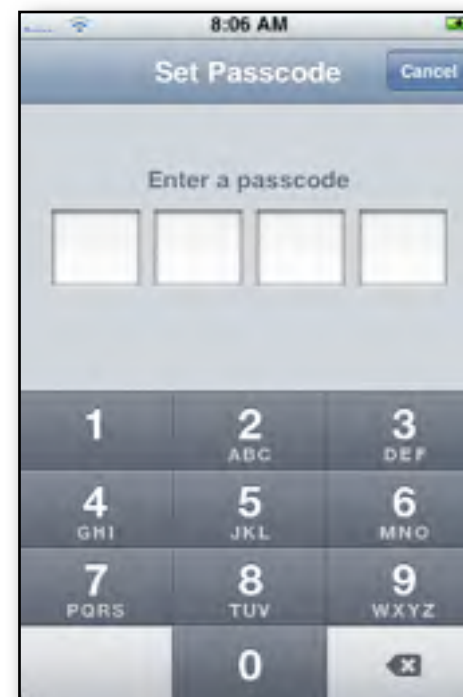 8:06 AM
Set Passcode Cancel
Enter a passcode
1 2 3
ABC DEF
4 5 6
GHI JKL MNO
7 8 9
PQRS TUV WXYZ
0